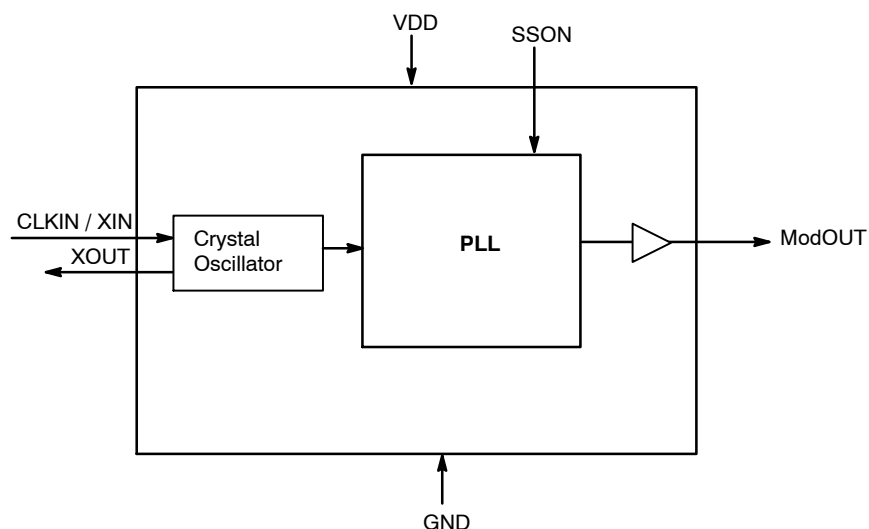 VDD
SSON
CLKIN / XIN
XOUT
Crystal
Oscillator
PLL
ModOUT
GND